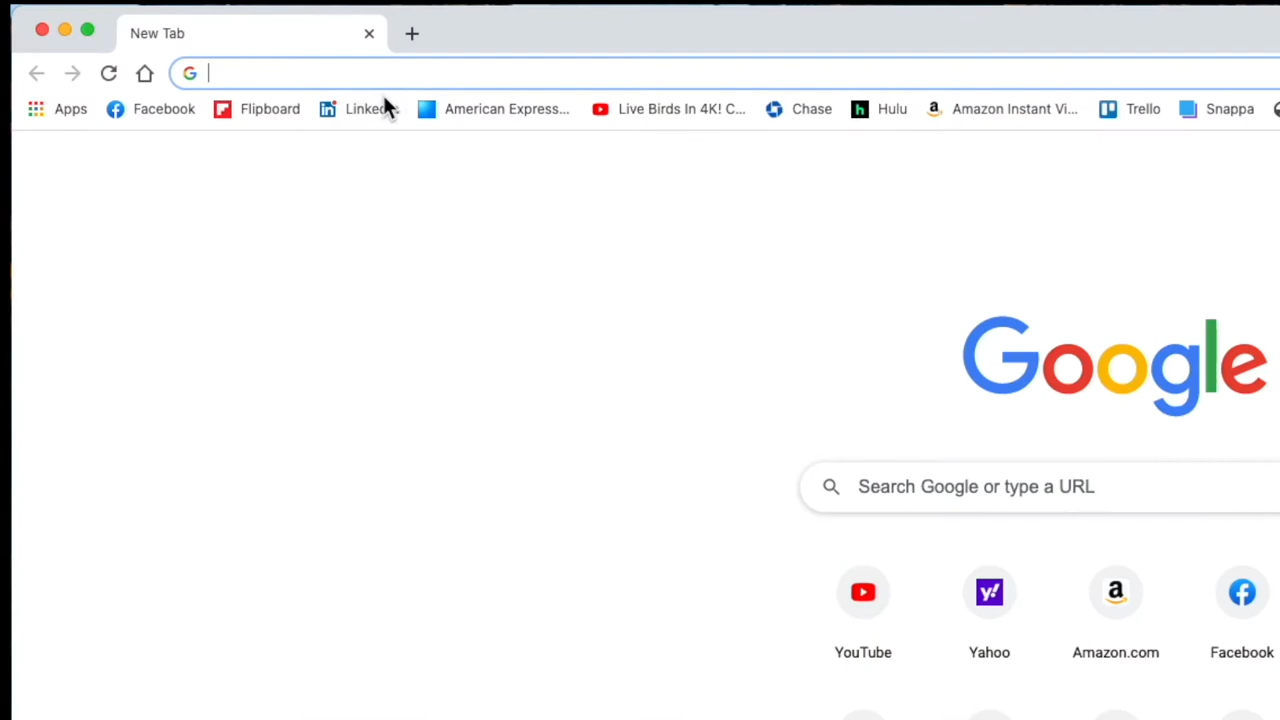 New Tab
Apps Facebook Flipboard American Express... Live Birds In 4K! C... Chase Hulu Amazon Instant Vi... Trello Snappa
Google
Search Google or type a URL
YouTube Yahoo Amazon.com Facebook